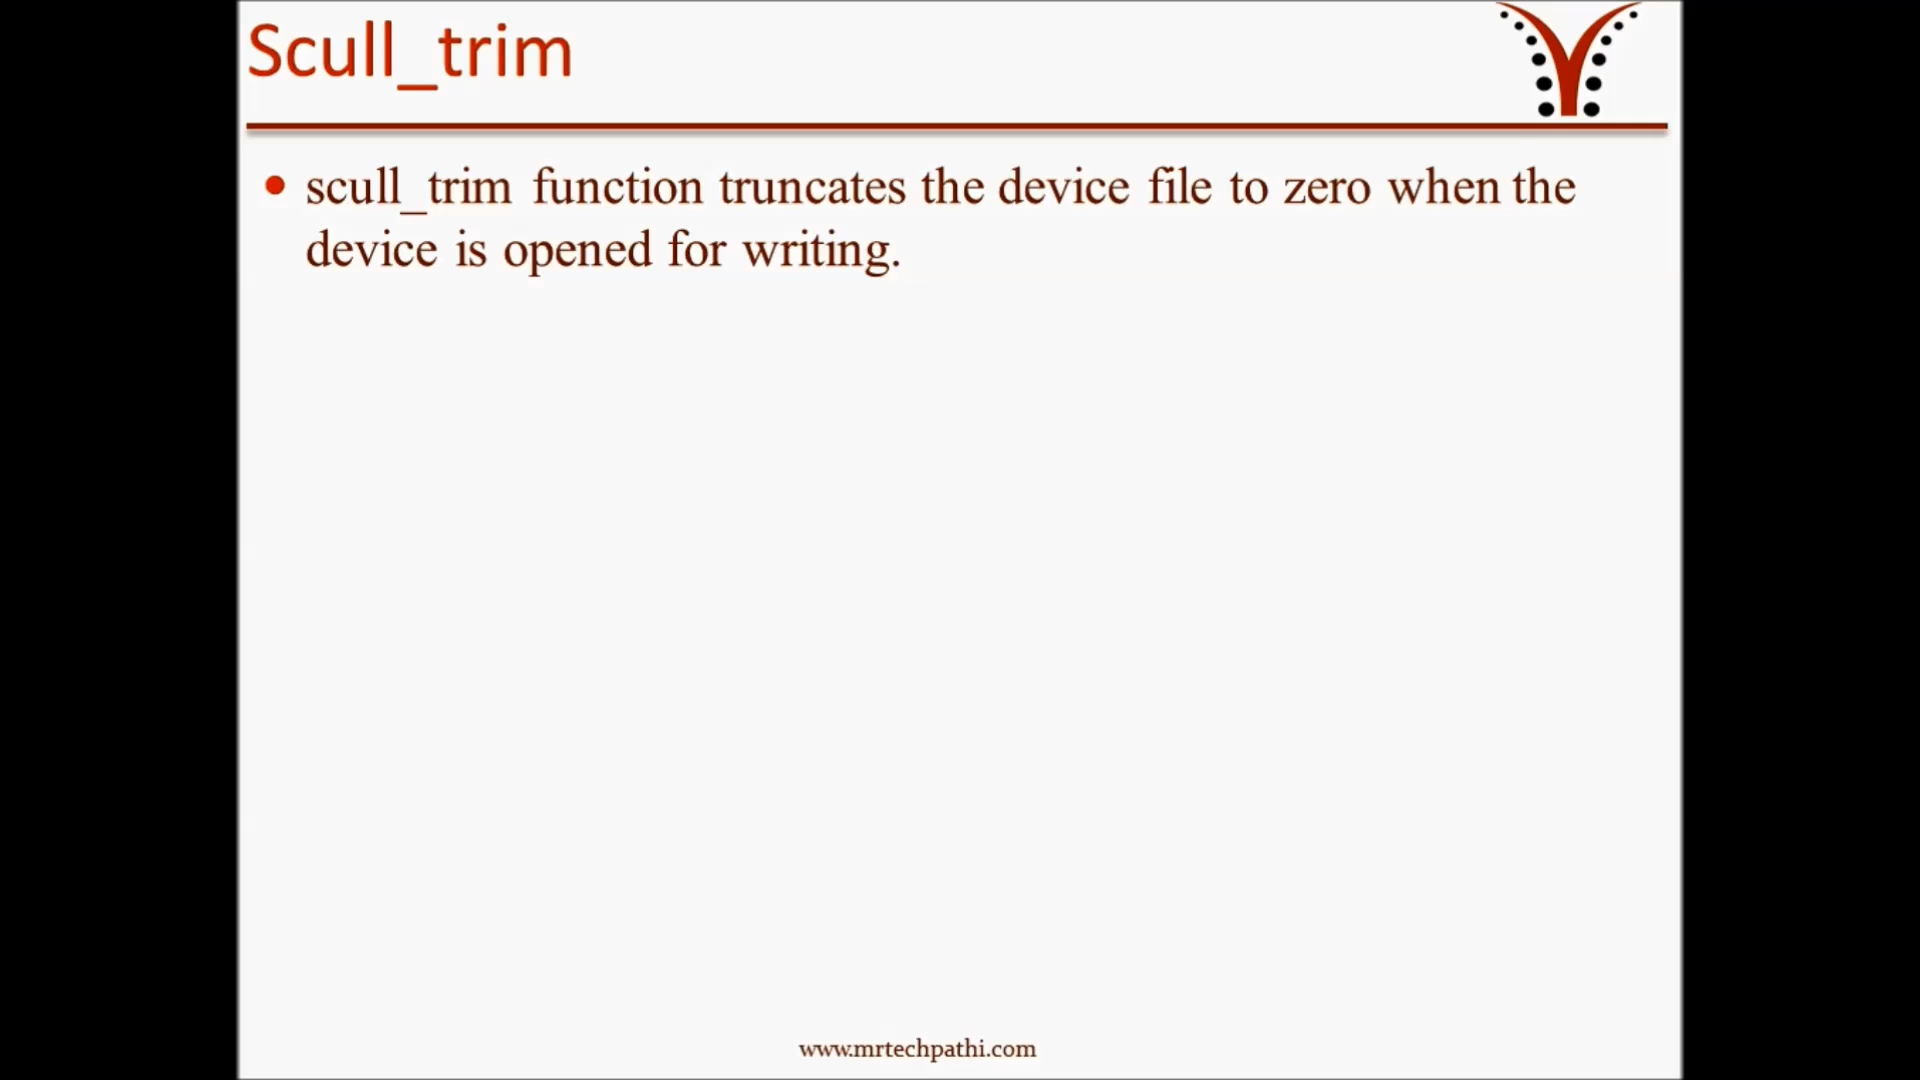 Scull_trim
• scull_trim function truncates the device file to zero when the
device is opened for writing.
www.mrtechpathi.com